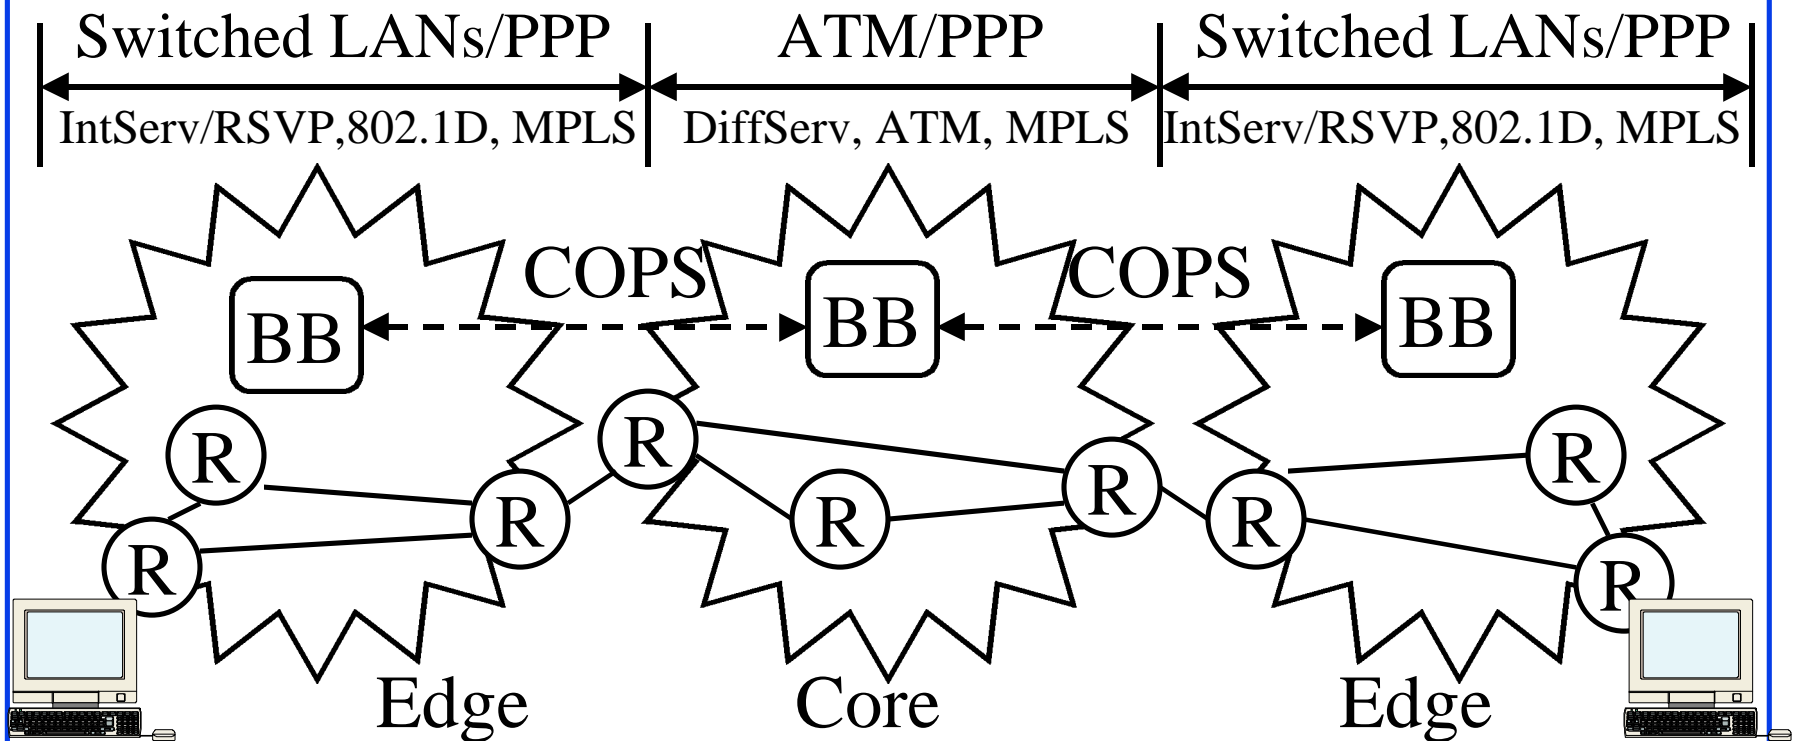 Switched LANs/PPP
ATM/PPP
Switched LANs/PPP
IntServ/RSVP,802.1D, MPLS
DiffServ, ATM, MPLS
IntServ/RSVP,802.1D, MPLS
COPS
COPS
BB
BB
BB
R
R
R
R
R
R
R
R
R
Edge
Core
Edge